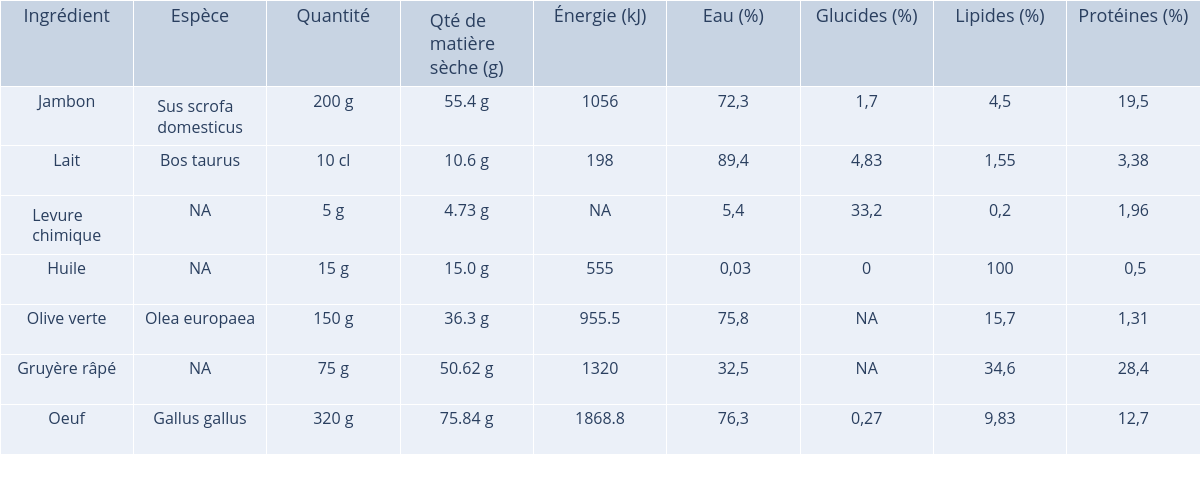 Ingrédient Espèce Quantité Qté de matière sèche (g) Énergie (kJ) Eau (%) Glucides (%) Lipides (%) Protéines (%)
Jambon Sus scrofa domesticus 200 g 55.4 g 1056 72,3 1,7 4,5 19,5
Lait Bos taurus 10 cl 10.6 g 198 89,4 4,83 1,55 3,38
Levure chimique NA 5 g 4.73 g NA 5,4 33,2 0,2 1,96
Huile NA 15 g 15.0 g 555 0,03 0 100 0,5
Olive verte Olea europaea 150 g 36.3 g 955.5 75,8 NA 15,7 1,31
Gruyère râpé NA 75 g 50.62 g 1320 32,5 NA 34,6 28,4
Oeuf Gallus gallus 320 g 75.84 g 1868.8 76,3 0,27 9,83 12,7